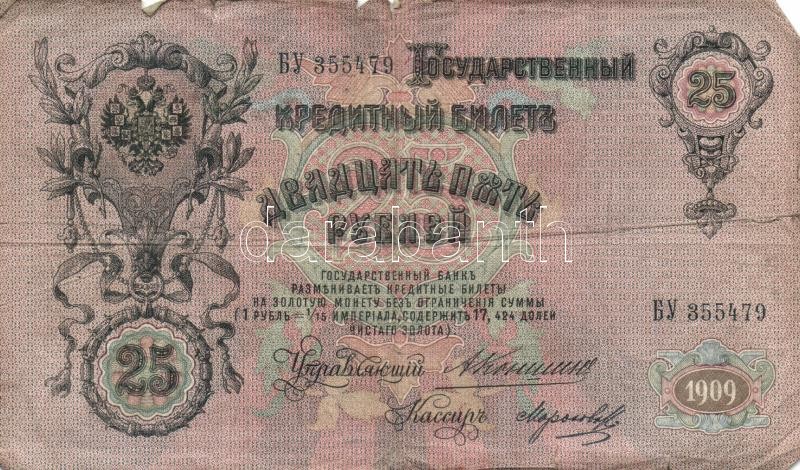 БУ 355479 Государственный
25
Кредитный Билетъ
Двадцать пять
рублей
darabanth
ГОСУДАРСТВЕННЫЙ БАНКЪ
РАЗМѢНИВАЕТЪ КРЕДИТНЫЕ БИЛЕТЫ
НА ЗОЛОТУЮ МОНЕТУ БЕЗЪ ОГРАНИЧЕНІЯ СУММЫ
(1 РУБЛЬ = 1/15 ИМПЕРІАЛА, СОДЕРЖИТЪ 17,424 ДОЛЕЙ
ЧИСТАГО ЗОЛОТА).
БУ 355479
25
Управляющій
Кассиръ
1909